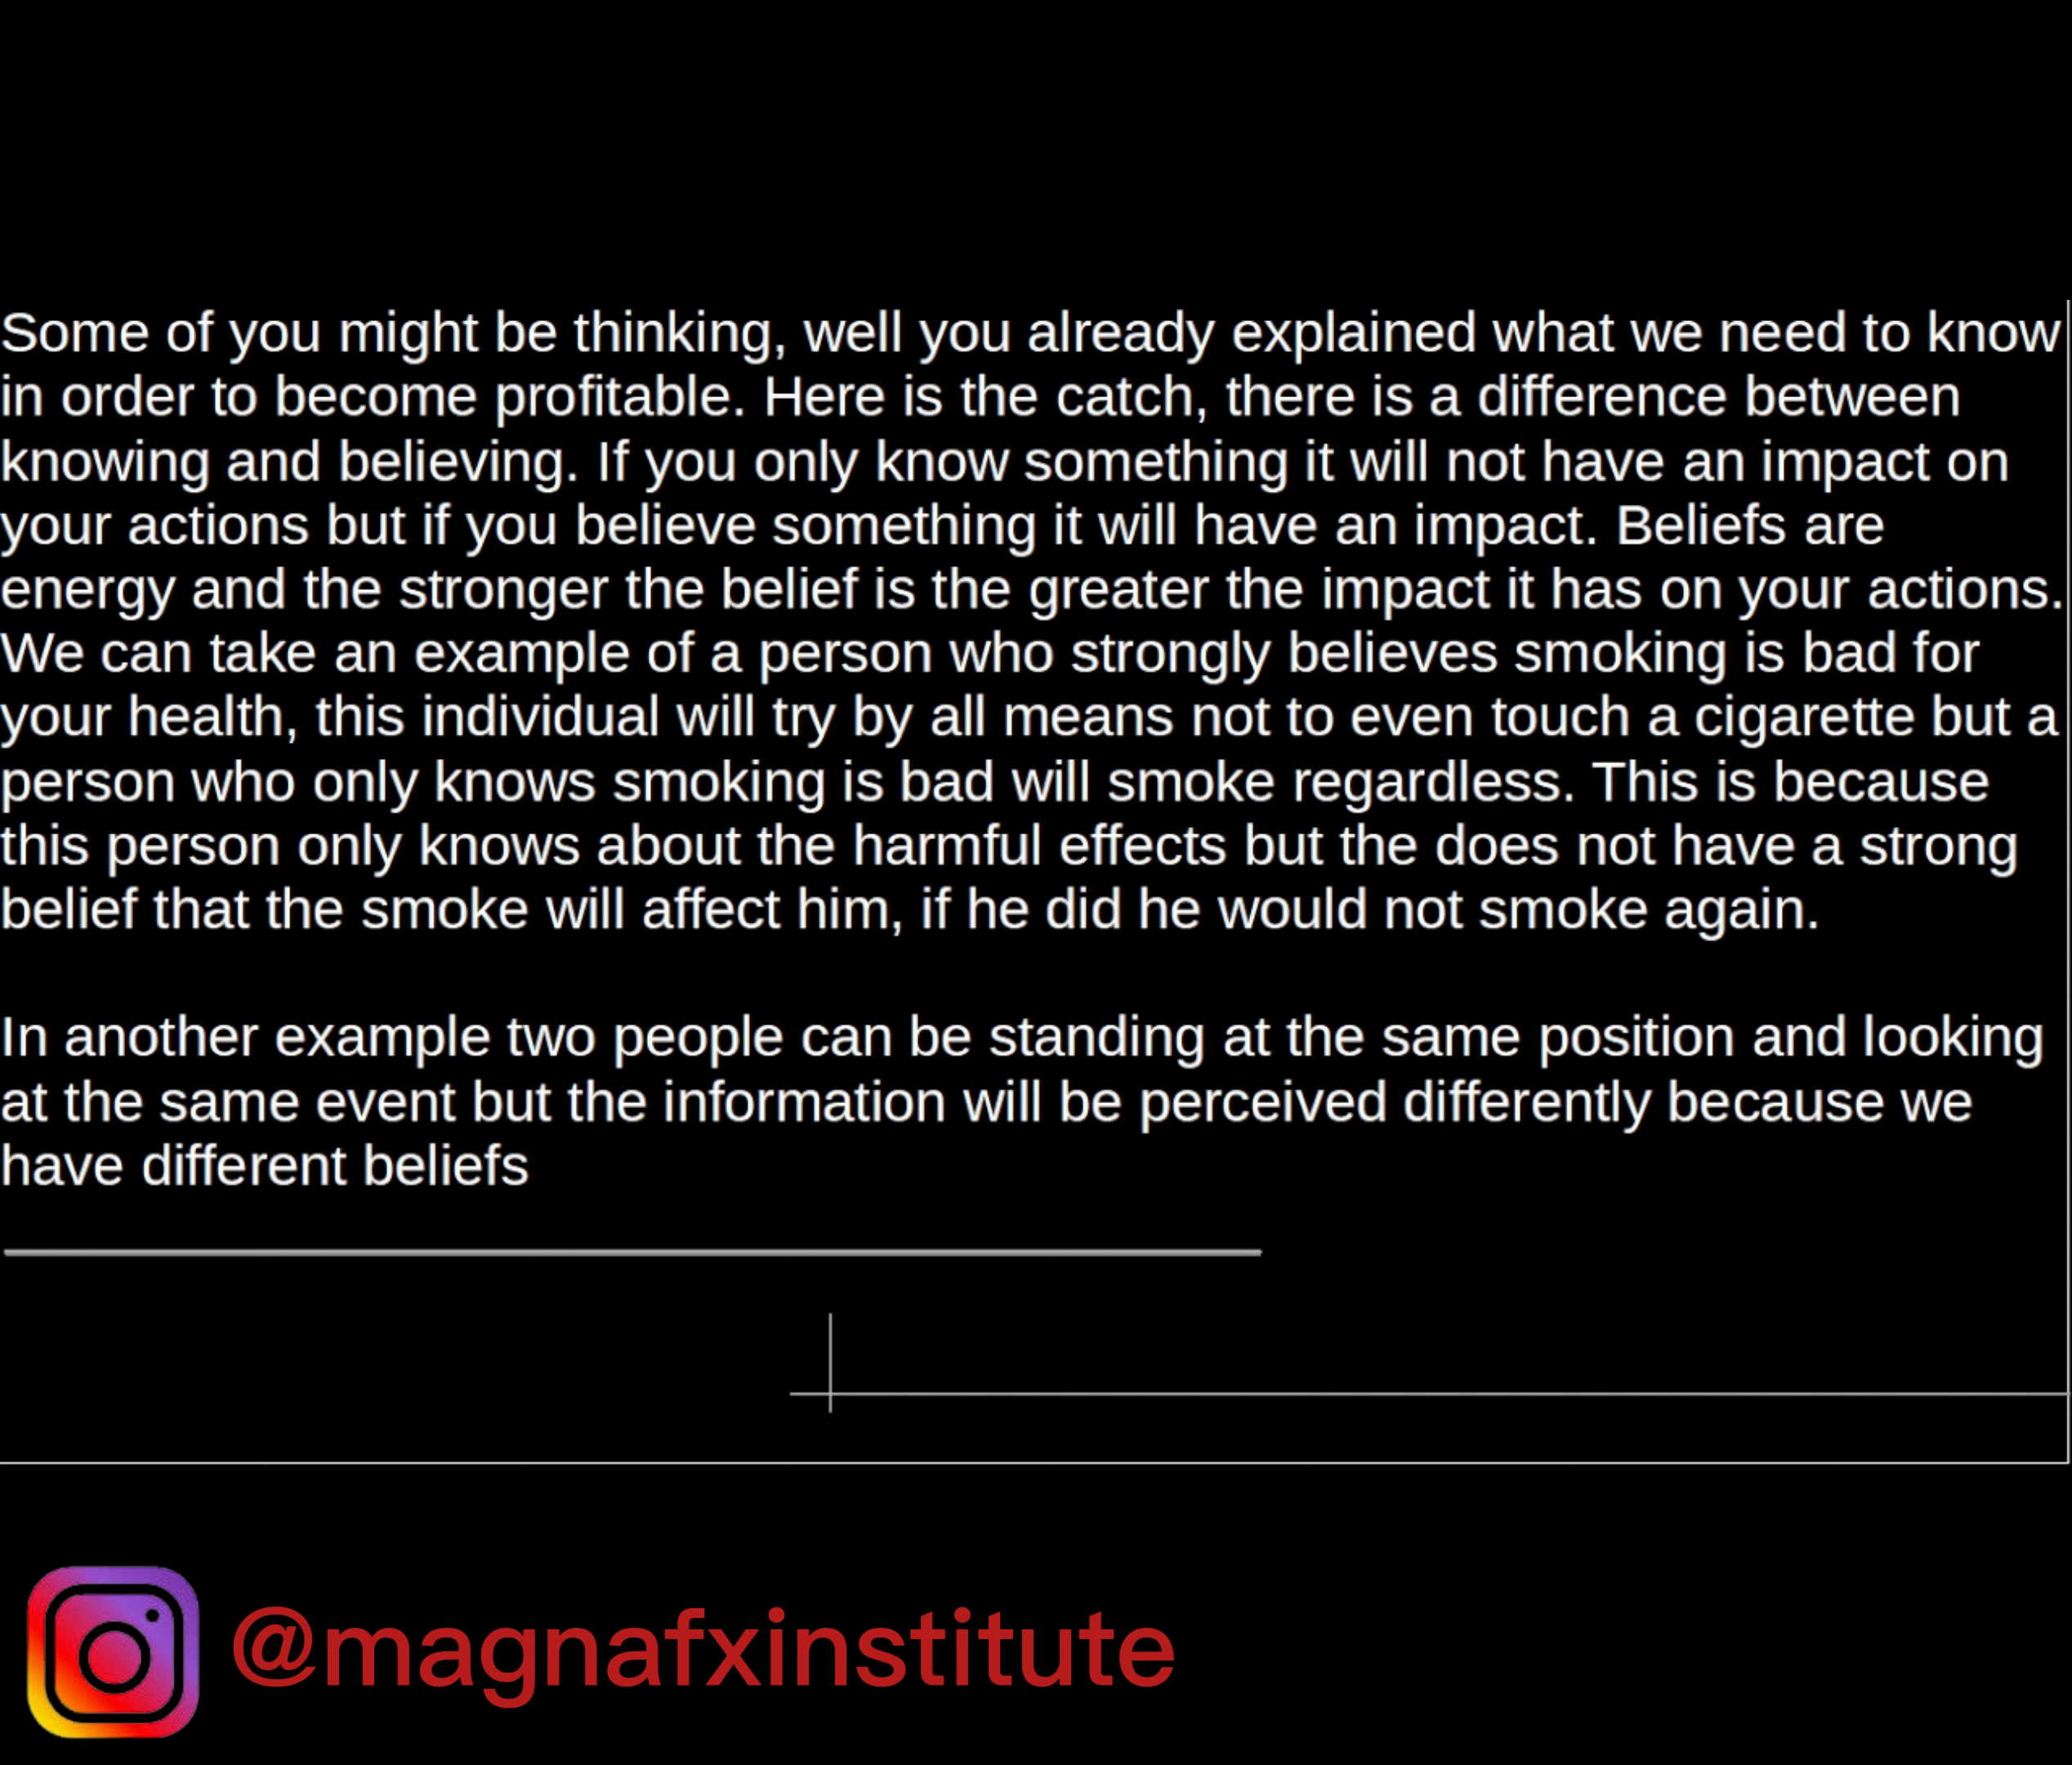 Some of you might be thinking, well you already explained what we need to know
in order to become profitable. Here is the catch, there is a difference between
knowing and believing. If you only know something it will not have an impact on
your actions but if you believe something it will have an impact. Beliefs are
energy and the stronger the belief is the greater the impact it has on your actions.
We can take an example of a person who strongly believes smoking is bad for
your health, this individual will try by all means not to even touch a cigarette but a
person who only knows smoking is bad will smoke regardless. This is because
this person only knows about the harmful effects but the does not have a strong
belief that the smoke will affect him, if he did he would not smoke again.
In another example two people can be standing at the same position and looking
at the same event but the information will be perceived differently because we
have different beliefs
@magnafxinstitute